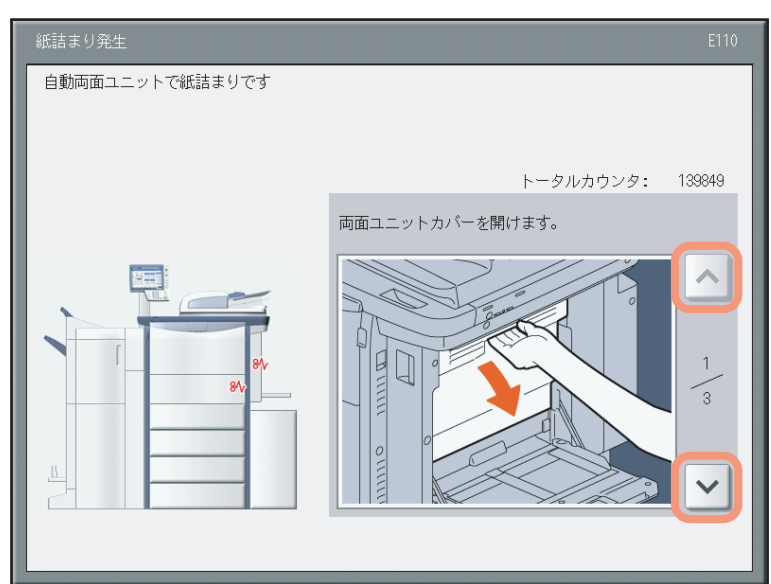 紙詰まり発生 E110
自動両面ユニットで紙詰まりです
トータルカウンタ: 139849
両面ユニットカバーを開けます。
1
3